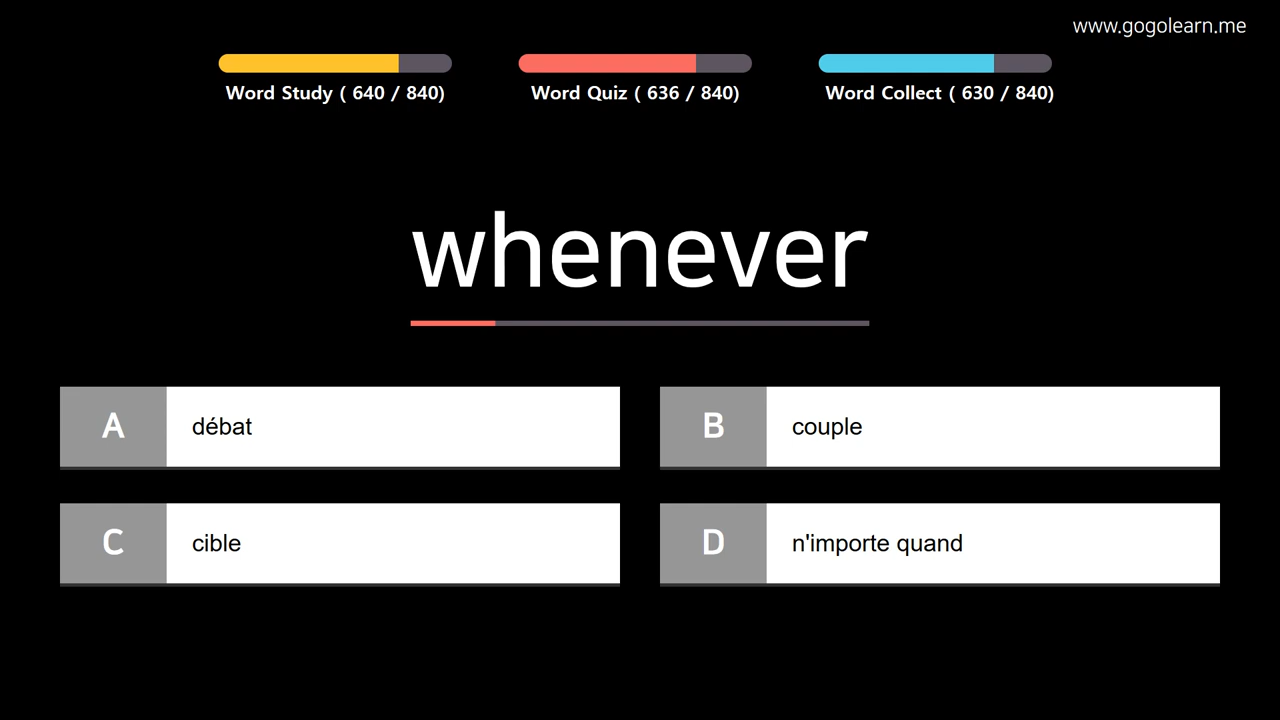 www.gogolearn.me
Word Study ( 640 / 840)
Word Quiz ( 636 / 840)
Word Collect ( 630 / 840)
whenever
A débat
B couple
C cible
D n'importe quand